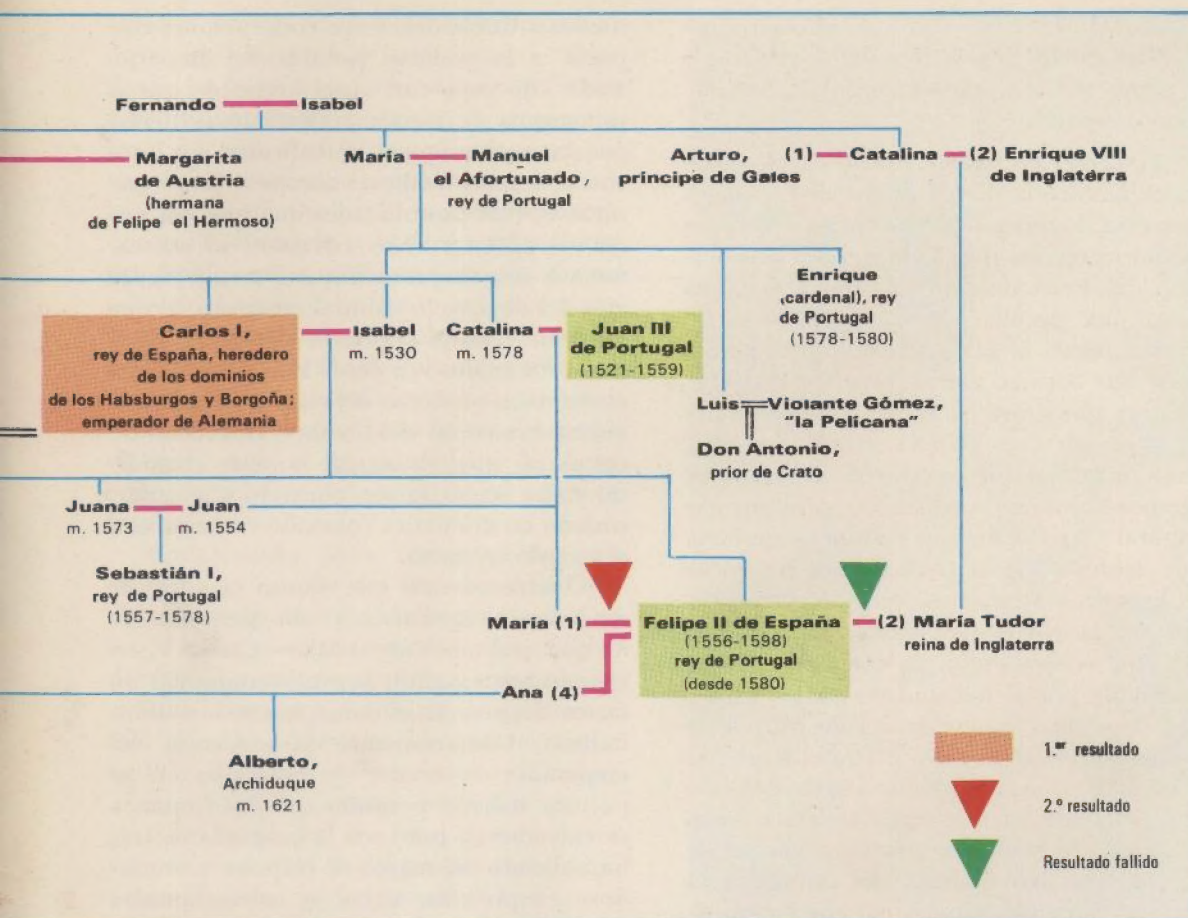 Fernando Isabel
Margarita
de Austria
(hermana
de Felipe el Hermoso)
María Manuel
el Afortunado,
rey de Portugal
Arturo,
príncipe de Gales
(1) Catalina (2) Enrique VIII
de Inglatérra
Enrique
(cardenal), rey
de Portugal
(1578-1580)
Carlos I,
rey de España, heredero
de los dominios
de los Habsburgos y Borgoña;
emperador de Alemania
Isabel
m. 1530
Catalina
m. 1578
Juan III
de Portugal
(1521-1559)
Luis Violante Gómez,
"la Pelicana"
Don Antonio,
prior de Crato
Juana Juan
m. 1573 m. 1554
Sebastián I,
rey de Portugal
(1557-1578)
María (1)
Felipe II de España
(1556-1598)
rey de Portugal
(desde 1580)
(2) María Tudor
reina de Inglaterra
Ana (4)
Alberto,
Archiduque
m. 1621
1.er resultado
2.º resultado
Resultado fallido